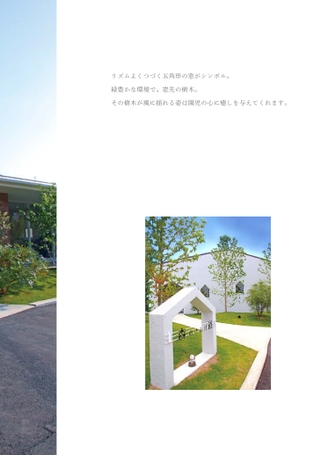 リズムよくつづく五角形の窓がシンボル。
緑豊かな環境で、窓先の樹木。
その樹木が風に揺れる姿は園児の心に癒しを与えてくれます。